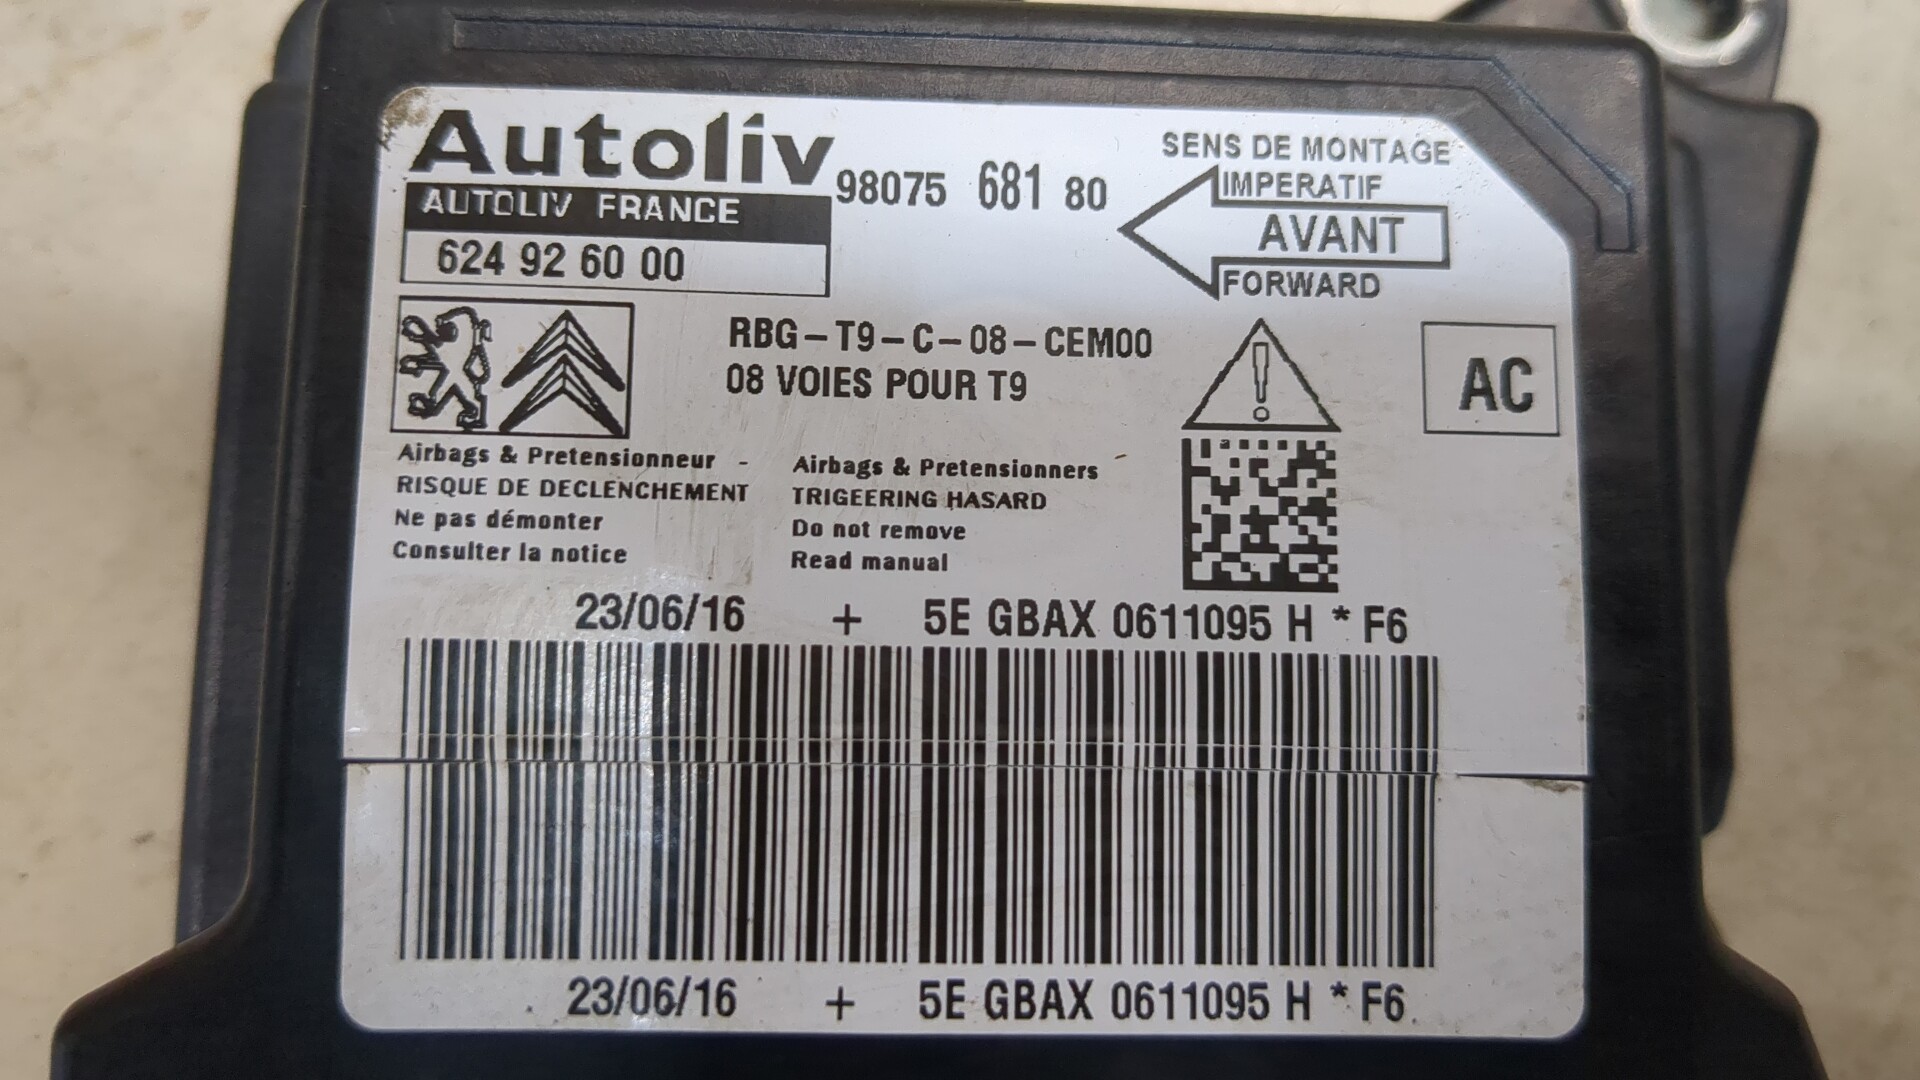 Autoliv
AUTOLIV FRANCE
98075 681 80
624 92 60 00
SENS DE MONTAGE
IMPERATIF
AVANT
FORWARD
RBG-T9-C-08-CEM00
08 VOIES POUR T9
AC
Airbags & Pretensionneur -
RISQUE DE DECLENCHEMENT
Ne pas démonter
Consulter la notice
Airbags & Pretensionners
TRIGEERING HASARD
Do not remove
Read manual
23/06/16 + 5E GBAX 0611095 H * F6
23/06/16 + 5E GBAX 0611095 H * F6